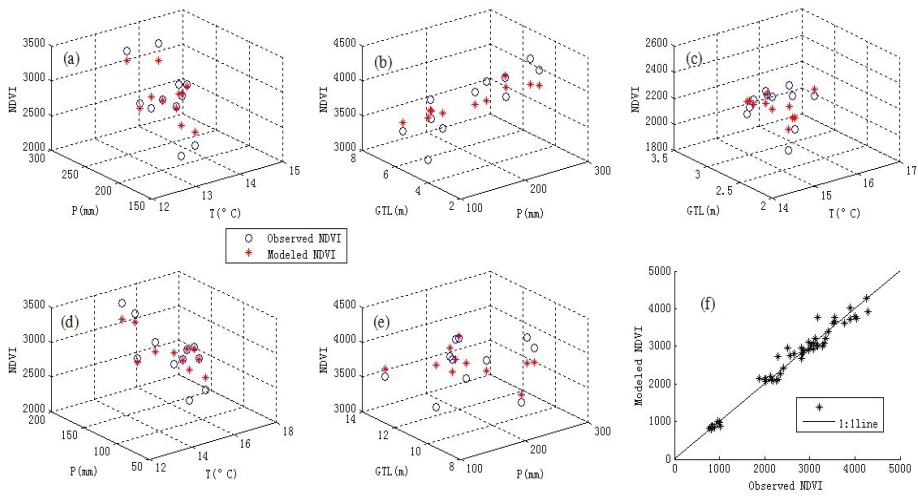 (a)
NDVI
3500
3000
2500
2000
300
250
200
150
P(mm)
12
13
14
15
T(°C)
(b)
NDVI
4500
4000
3500
3000
8
6
4
2
GTL(m)
100
200
300
P(mm)
(c)
NDVI
2600
2400
2200
2000
1800
3.5
3
2.5
2
GTL(m)
14
15
16
17
T(°C)
Observed NDVI
Modeled NDVI
(d)
NDVI
3500
3000
2500
2000
200
150
100
50
P(mm)
12
14
16
18
T(°C)
(e)
NDVI
4500
4000
3500
3000
14
12
10
8
GTL(m)
100
200
300
P(mm)
(f)
Modeled NDVI
5000
4000
3000
2000
1000
0
0
1000
2000
3000
4000
5000
Observed NDVI
1:1line